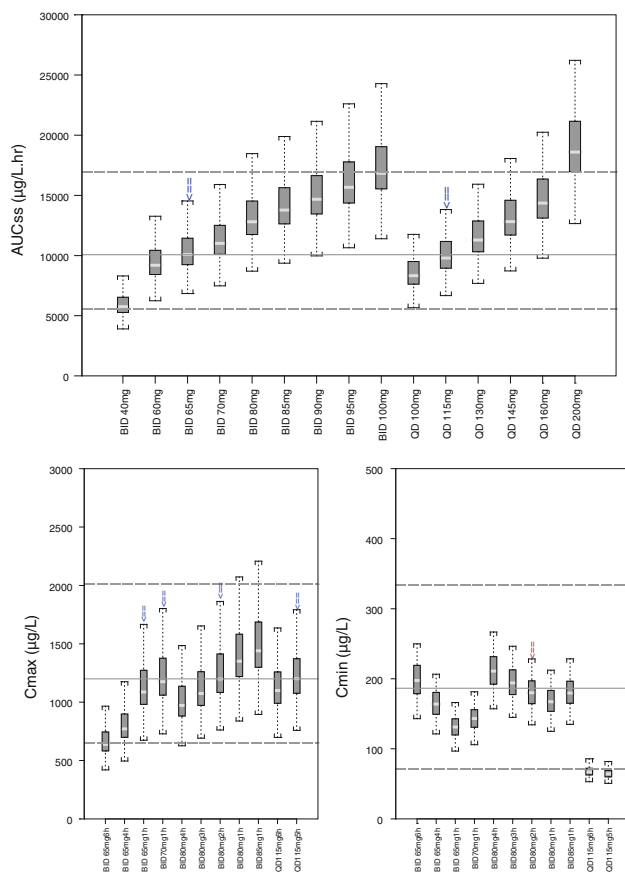 30000
25000
20000
15000
10000
5000
0
AUCss (µg/L.hr)
BID 40mg
BID 60mg
BID 65mg
BID 70mg
BID 80mg
BID 85mg
BID 90mg
BID 95mg
BID 100mg
QD 100mg
QD 115mg
QD 130mg
QD 145mg
QD 160mg
QD 200mg
3000
2500
2000
1500
1000
500
0
Cmax (µg/L)
BID 65mg6h
BID 65mg4h
BID 65mg1h
BID70mg1h
BID80mg4h
BID80mg3h
BID80mg2h
BID80mg1h
BID85mg1h
QD115mg6h
QD115mg5h
500
400
300
200
100
0
Cmin (µg/L)
BID 65mg6h
BID 65mg4h
BID 65mg1h
BID70mg1h
BID80mg4h
BID80mg3h
BID80mg2h
BID80mg1h
BID85mg1h
QD115mg6h
QD115mg5h